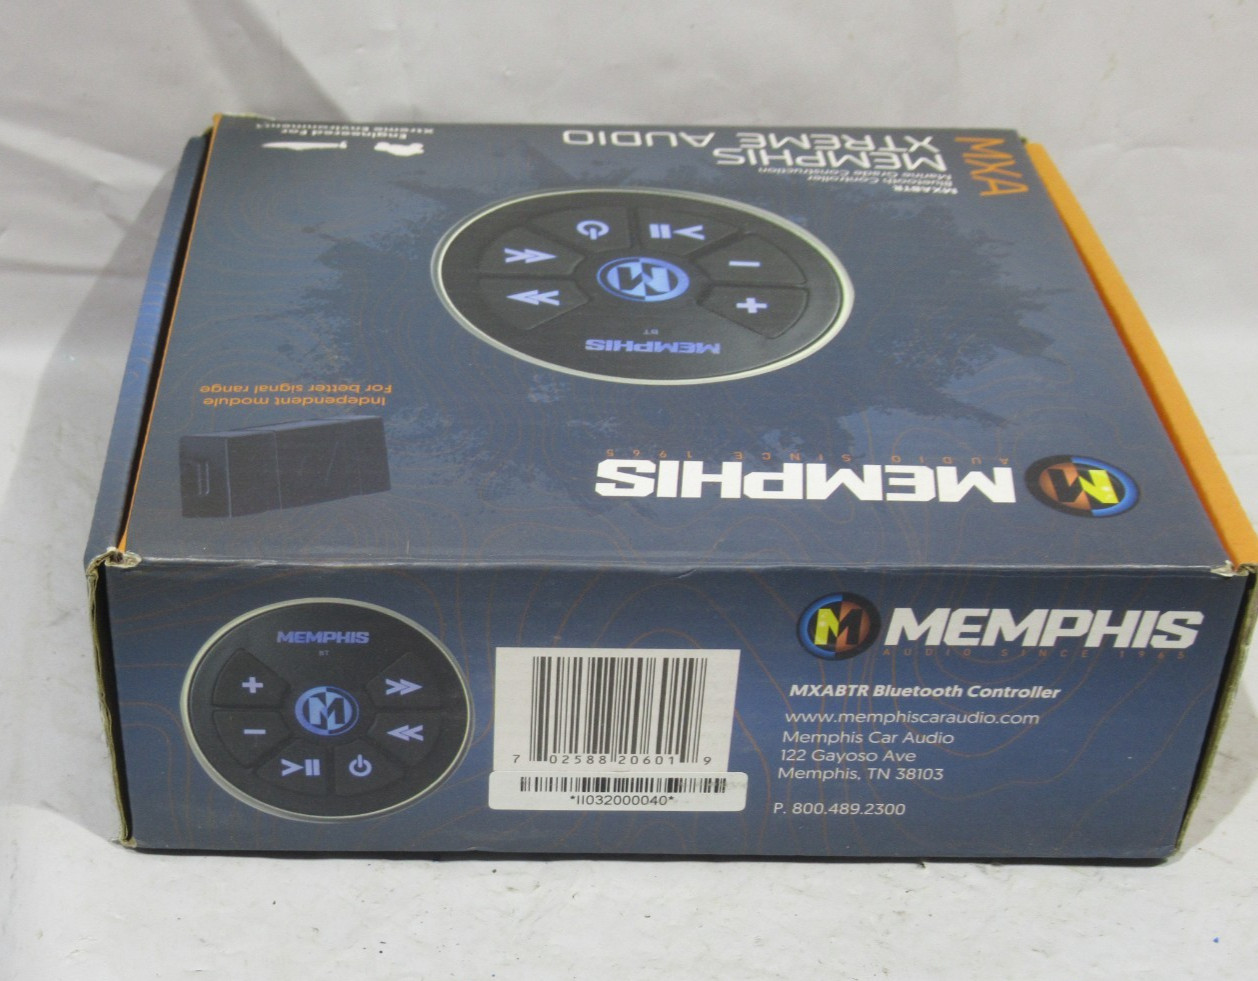 MXA
MEMPHIS
XTREME AUDIO
MXABTR
Bluetooth Controller
Marine Grade Construction
Engineered For
Xtreme Environments
MEMPHIS
BT
Independent module
For better signal range
MEMPHIS
AUDIO SINCE 1965
M
MEMPHIS
BT
M
7 02588 20601 9
*II032000040*
M
MEMPHIS
AUDIO SINCE 1965
MXABTR Bluetooth Controller
www.memphiscaraudio.com
Memphis Car Audio
122 Gayoso Ave
Memphis, TN 38103
P. 800.489.2300